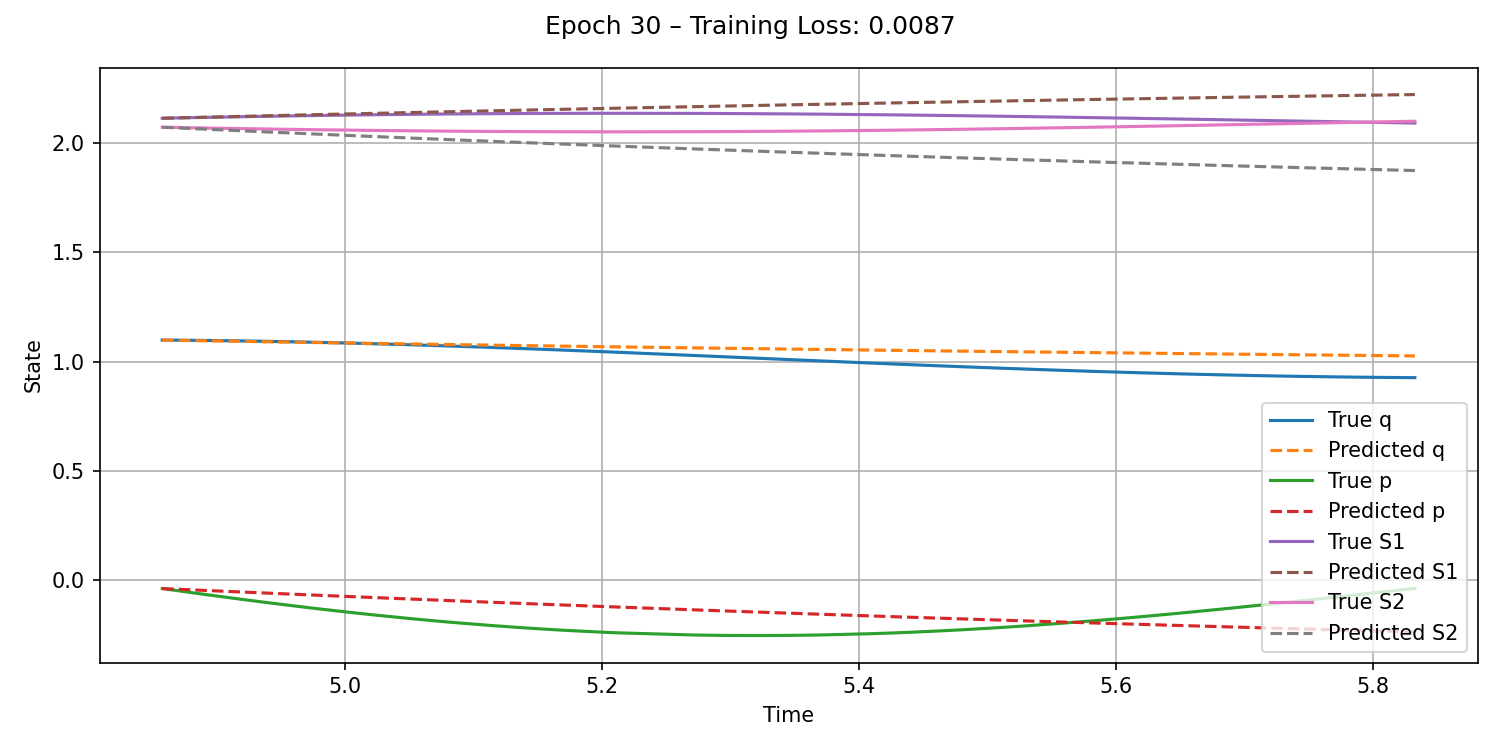 Epoch 30 – Training Loss: 0.0087
State
2.0
1.5
1.0
0.5
0.0
True q
Predicted q
True p
Predicted p
True S1
Predicted S1
True S2
Predicted S2
5.0 5.2 5.4 5.6 5.8
Time